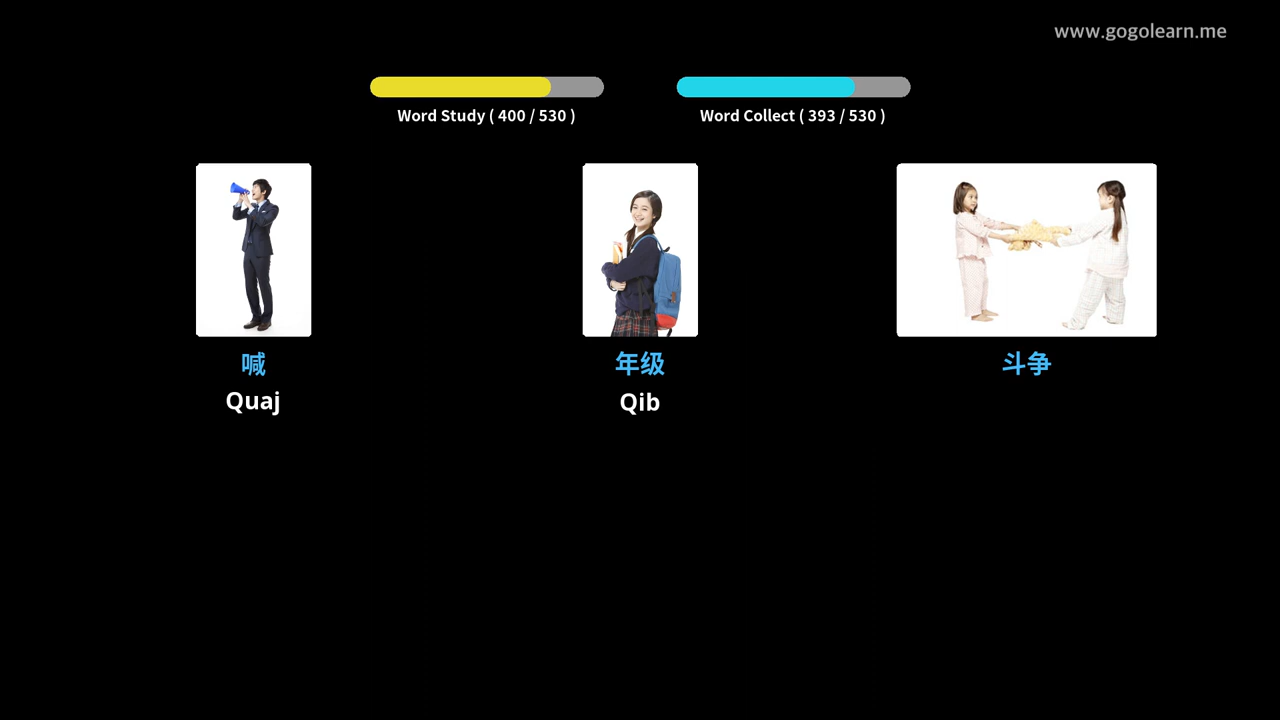 www.gogolearn.me
Word Study ( 400 / 530 )
Word Collect ( 393 / 530 )
喊
年级
斗争
Quaj
Qib